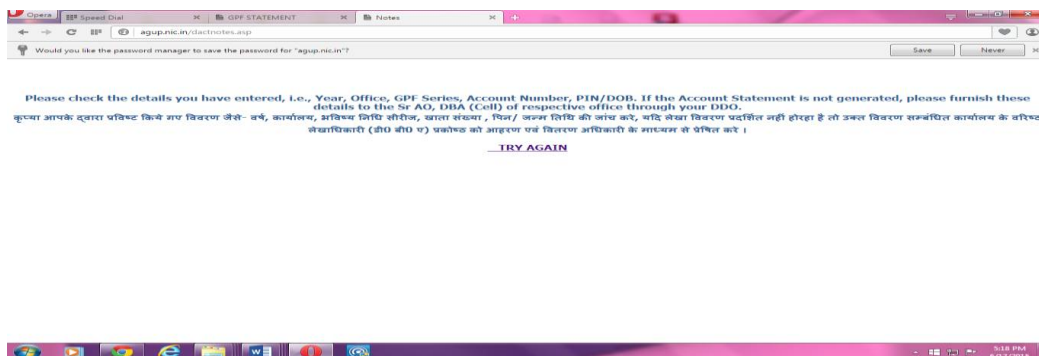 Opera Speed Dial GPF STATEMENT Notes
agup.nic.in/dactnotes.asp
Would you like the password manager to save the password for "agup.nic.in"? Save Never
Please check the details you have entered, i.e., Year, Office, GPF Series, Account Number, PIN/DOB. If the Account Statement is not generated, please furnish these
details to the Sr AO, DBA (Cell) of respective office through your DDO.
कृप्या आपके द्वारा प्रविष्ट किये गए विवरण जैसे- वर्ष, कार्यालय, भविष्य निधि सीरीज, खाता संख्या , पिन/ जन्म तिथि की जांच करे, यदि लेखा विवरण प्रदर्शित नहीं होरहा है तो उक्त विवरण सम्बंधित कार्यालय के वरिष्ठ
लेखाधिकारी (डी0 बी0 ए) प्रकोष्ठ को आहरण एवं वितरण अधिकारी के माध्यम से प्रेषित करे ।
TRY AGAIN
5:18 PM